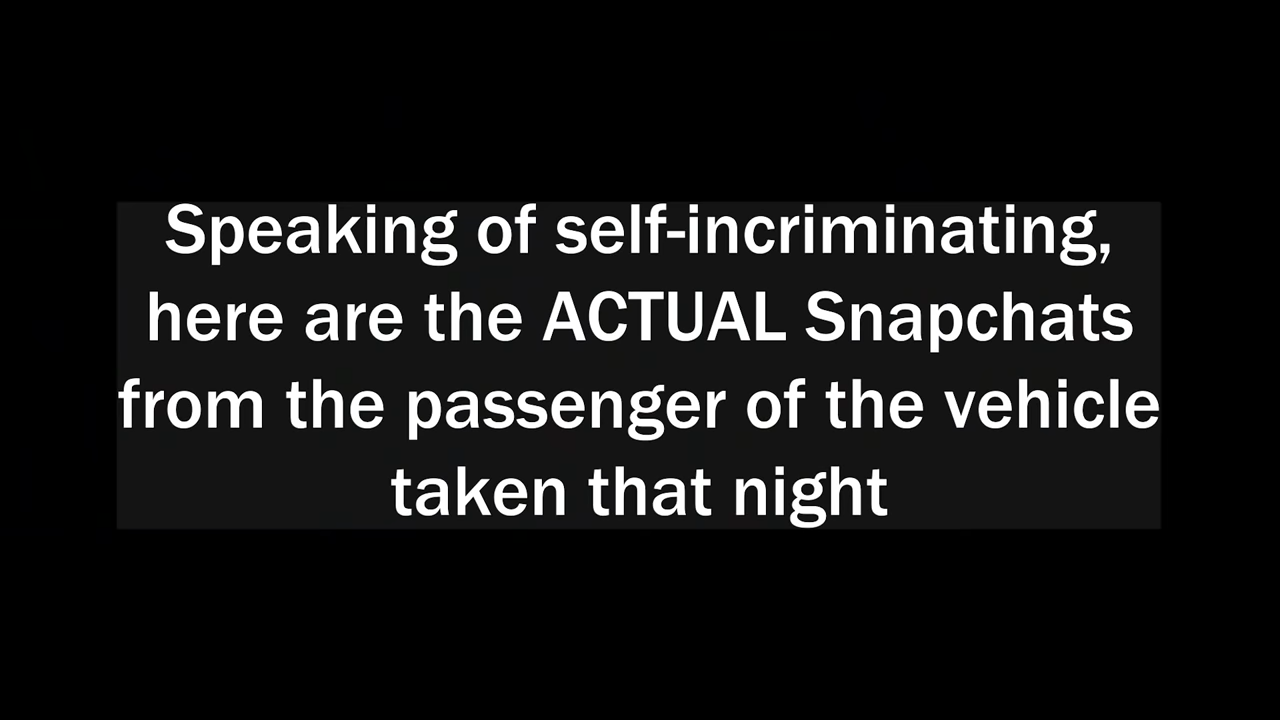 Speaking of self-incriminating,
here are the ACTUAL Snapchats
from the passenger of the vehicle
taken that night